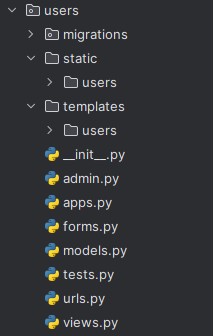 users
migrations
static
users
templates
users
__init__.py
admin.py
apps.py
forms.py
models.py
tests.py
urls.py
views.py